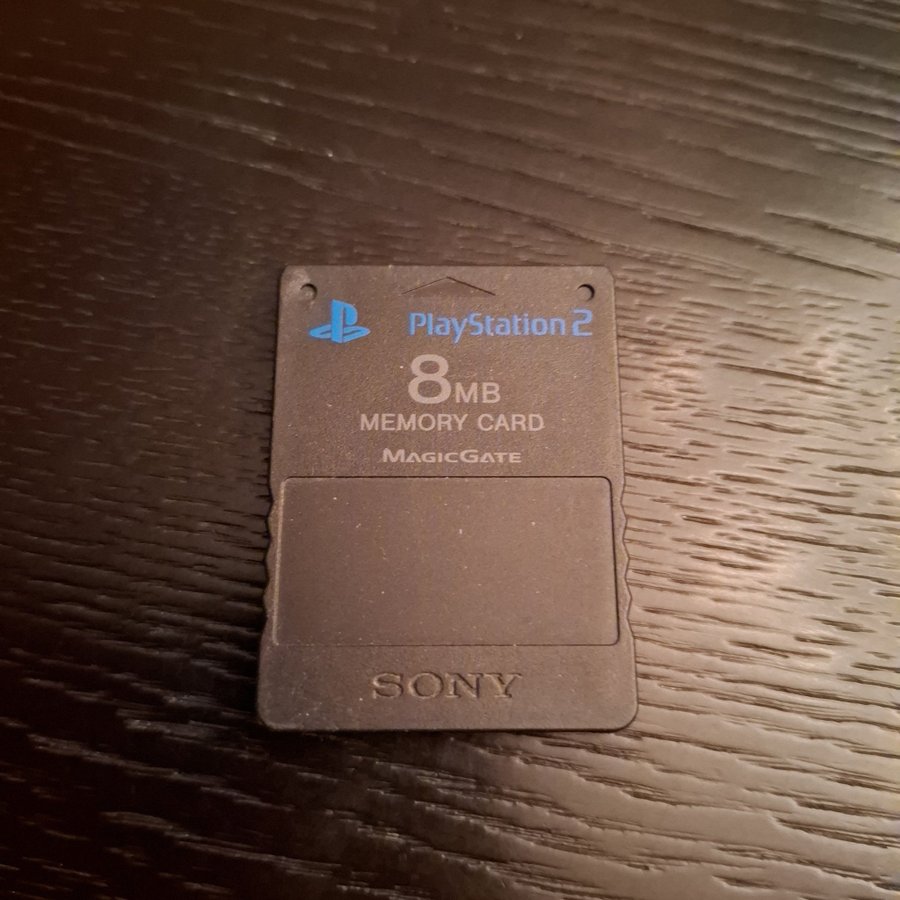 PlayStation 2
8MB
MEMORY CARD
MAGICGATE
SONY